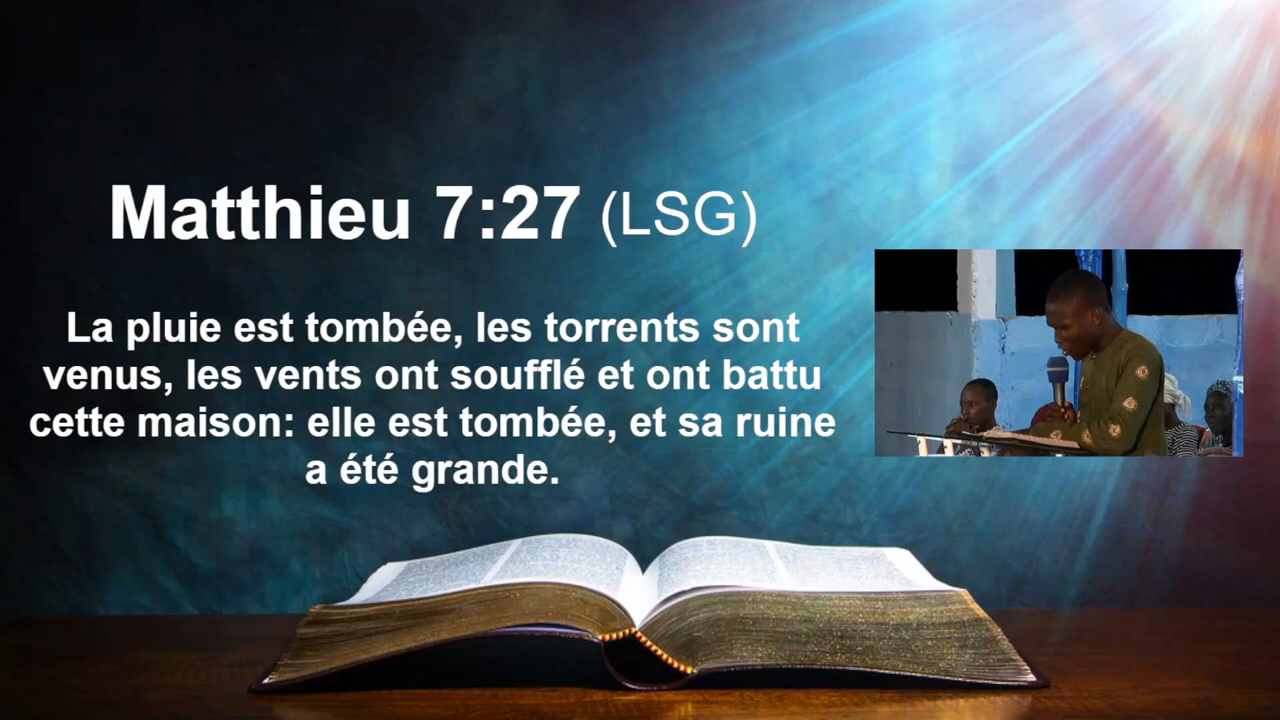 Matthieu 7:27 (LSG)
La pluie est tombée, les torrents sont
venus, les vents ont soufflé et ont battu
cette maison: elle est tombée, et sa ruine
a été grande.